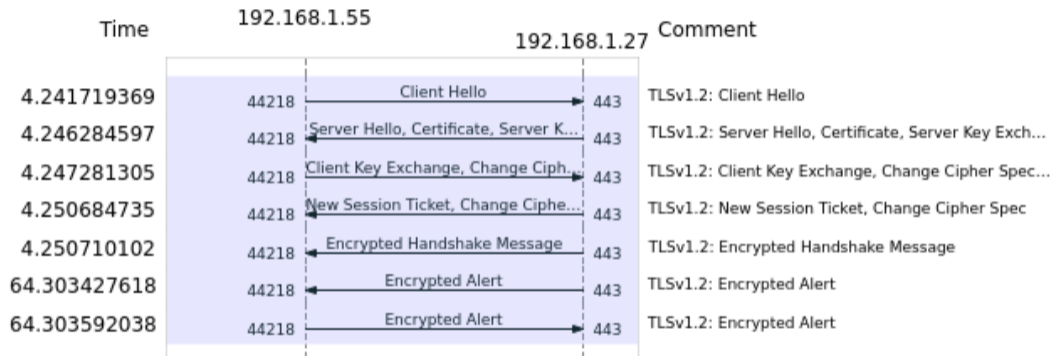 192.168.1.55
Time 192.168.1.27 Comment
4.241719369 44218 Client Hello 443 TLSv1.2: Client Hello
4.246284597 44218 Server Hello, Certificate, Server K... 443 TLSv1.2: Server Hello, Certificate, Server Key Exch...
4.247281305 44218 Client Key Exchange, Change Ciph... 443 TLSv1.2: Client Key Exchange, Change Cipher Spec...
4.250684735 44218 New Session Ticket, Change Ciphe... 443 TLSv1.2: New Session Ticket, Change Cipher Spec
4.250710102 44218 Encrypted Handshake Message 443 TLSv1.2: Encrypted Handshake Message
64.303427618 44218 Encrypted Alert 443 TLSv1.2: Encrypted Alert
64.303592038 44218 Encrypted Alert 443 TLSv1.2: Encrypted Alert